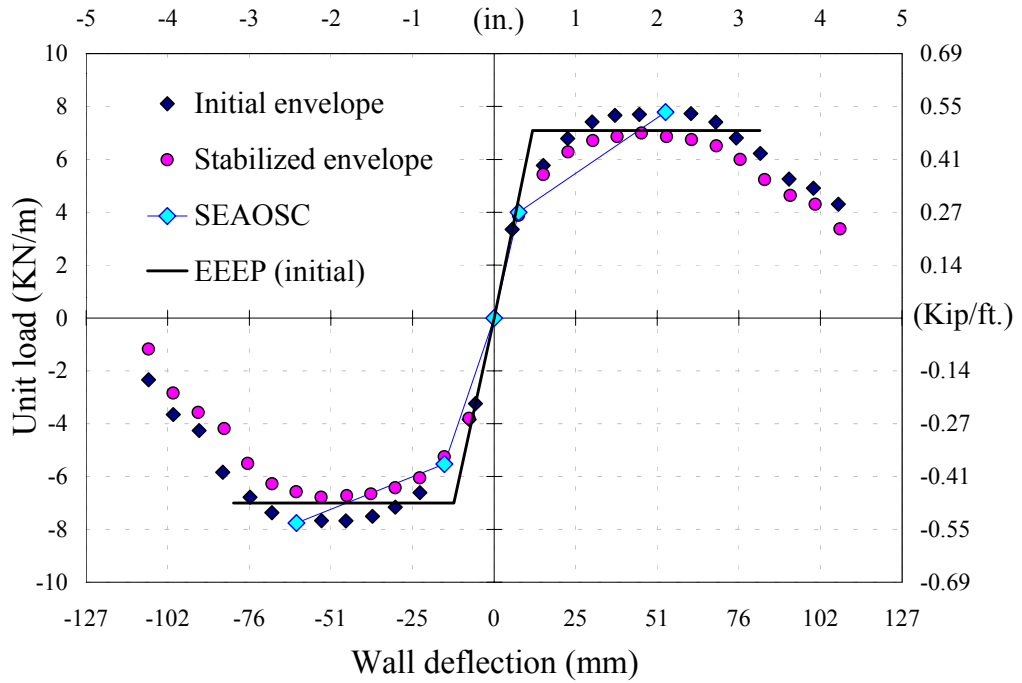 -5 -4 -3 -2 -1 (in.) 1 2 3 4 5
10 0.69
8 0.55
6 0.41
4 0.27
2 0.14
0 (Kip/ft.)
-2 -0.14
-4 -0.27
-6 -0.41
-8 -0.55
-10 -0.69
Unit load (KN/m)
Initial envelope
Stabilized envelope
SEAOSC
EEEP (initial)
-127 -102 -76 -51 -25 0 25 51 76 102 127
Wall deflection (mm)